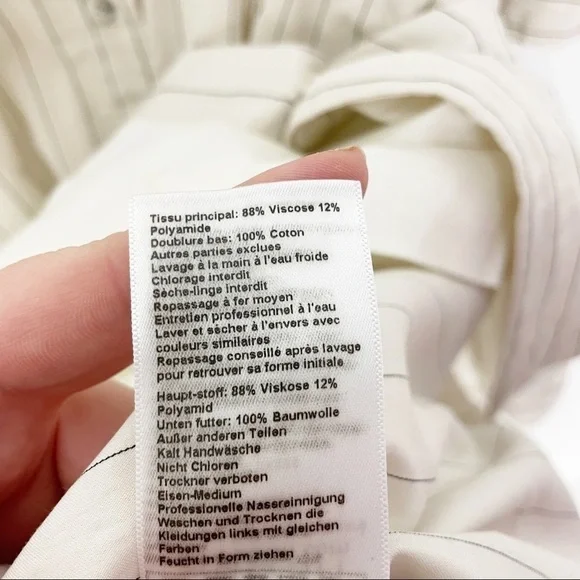 Tissu principal: 88% Viscose 12%
Polyamide
Doublure bas: 100% Coton
Autres parties exclues
Lavage à la main à l'eau froide
Chlorage interdit
Sèche-linge interdit
Repassage à fer moyen
Entretien professionnel à l'eau
Laver et sécher à l'envers avec
couleurs similaires
Repassage conseillé après lavage
pour retrouver sa forme initiale
Haupt-stoff: 88% Viskose 12%
Polyamid
Unten futter: 100% Baumwolle
Außer anderen Teilen
Kalt Handwäsche
Nicht Chloren
Trockner verboten
Eisen-Medium
Professionelle Nassereinnigung
Waschen und Trocknen die
Kleidungen links mit gleichen
Farben
Feucht in Form ziehen